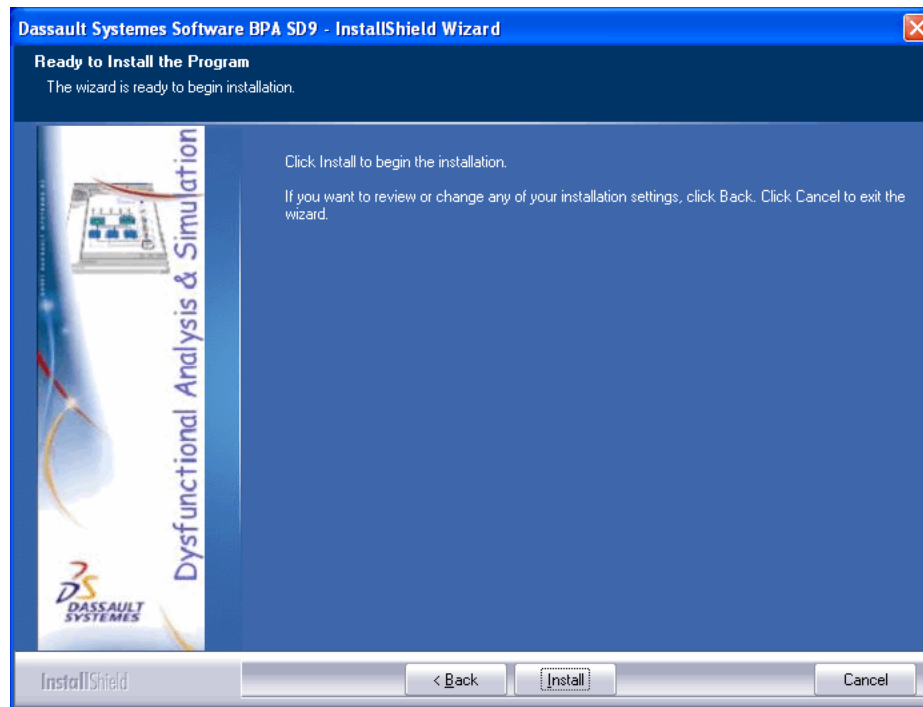 Dassault Systemes Software BPA SD9 - InstallShield Wizard
Ready to Install the Program
The wizard is ready to begin installation.
Click Install to begin the installation.
If you want to review or change any of your installation settings, click Back. Click Cancel to exit the
wizard.
Dysfunctional Analysis & Simulation
DS
DASSAULT
SYSTEMES
InstallShield
< Back
Install
Cancel